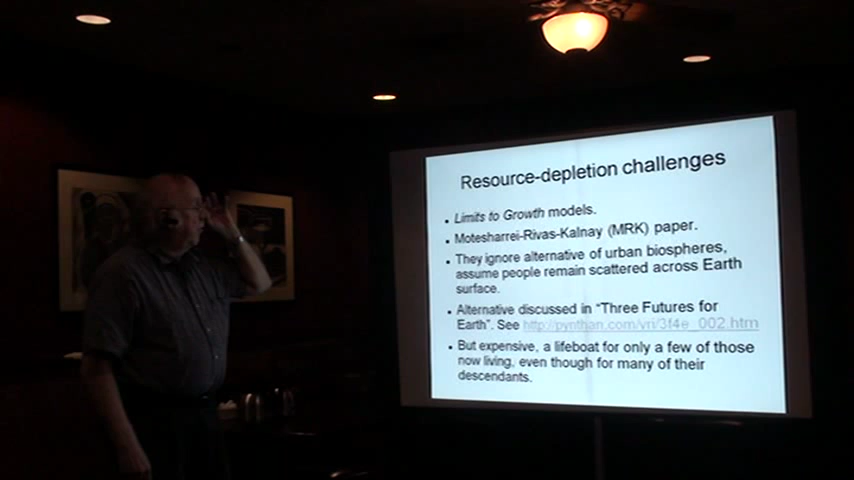 Resource-depletion challenges
• Limits to Growth models.
• Motesharrei-Rivas-Kalnay (MRK) paper.
• They ignore alternative of urban biospheres,
assume people remain scattered across Earth
surface.
• Alternative discussed in “Three Futures for
Earth”. See http://pynthan.com/vri/3f4e_002.htm
• But expensive, a lifeboat for only a few of those
now living, even though for many of their
descendants.